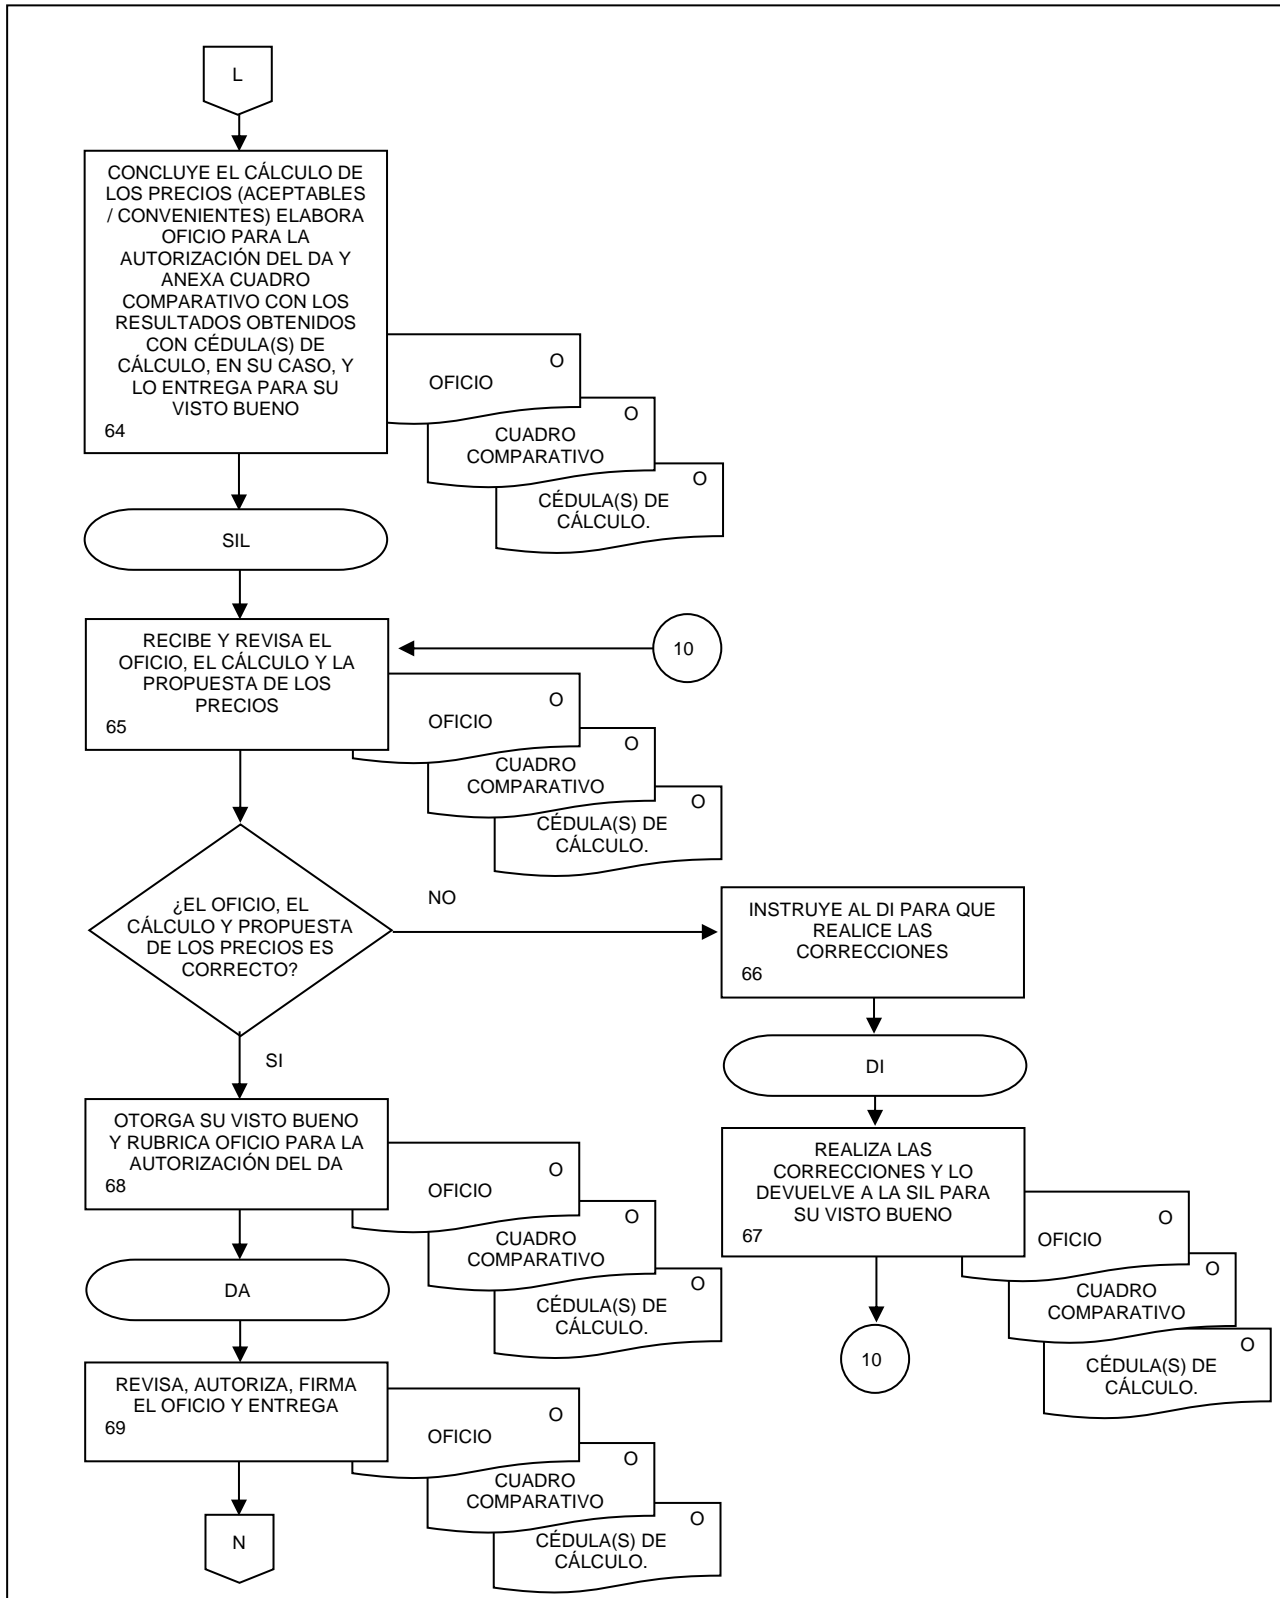 L
CONCLUYE EL CÁLCULO DE
LOS PRECIOS (ACEPTABLES
/ CONVENIENTES) ELABORA
OFICIO PARA LA
AUTORIZACIÓN DEL DA Y
ANEXA CUADRO
COMPARATIVO CON LOS
RESULTADOS OBTENIDOS
CON CÉDULA(S) DE
CÁLCULO, EN SU CASO, Y
LO ENTREGA PARA SU
VISTO BUENO
64
O
OFICIO
O
CUADRO
COMPARATIVO
O
CÉDULA(S) DE
CÁLCULO.
SIL
RECIBE Y REVISA EL
OFICIO, EL CÁLCULO Y LA
PROPUESTA DE LOS
PRECIOS
65
10
O
OFICIO
O
CUADRO
COMPARATIVO
O
CÉDULA(S) DE
CÁLCULO.
¿EL OFICIO, EL
CÁLCULO Y PROPUESTA
DE LOS PRECIOS ES
CORRECTO?
NO
INSTRUYE AL DI PARA QUE
REALICE LAS
CORRECCIONES
66
DI
REALIZA LAS
CORRECCIONES Y LO
DEVUELVE A LA SIL PARA
SU VISTO BUENO
67
O
OFICIO
O
CUADRO
COMPARATIVO
O
CÉDULA(S) DE
CÁLCULO.
10
SI
OTORGA SU VISTO BUENO
Y RUBRICA OFICIO PARA LA
AUTORIZACIÓN DEL DA
68
O
OFICIO
O
CUADRO
COMPARATIVO
O
CÉDULA(S) DE
CÁLCULO.
DA
REVISA, AUTORIZA, FIRMA
EL OFICIO Y ENTREGA
69
O
OFICIO
O
CUADRO
COMPARATIVO
O
CÉDULA(S) DE
CÁLCULO.
N